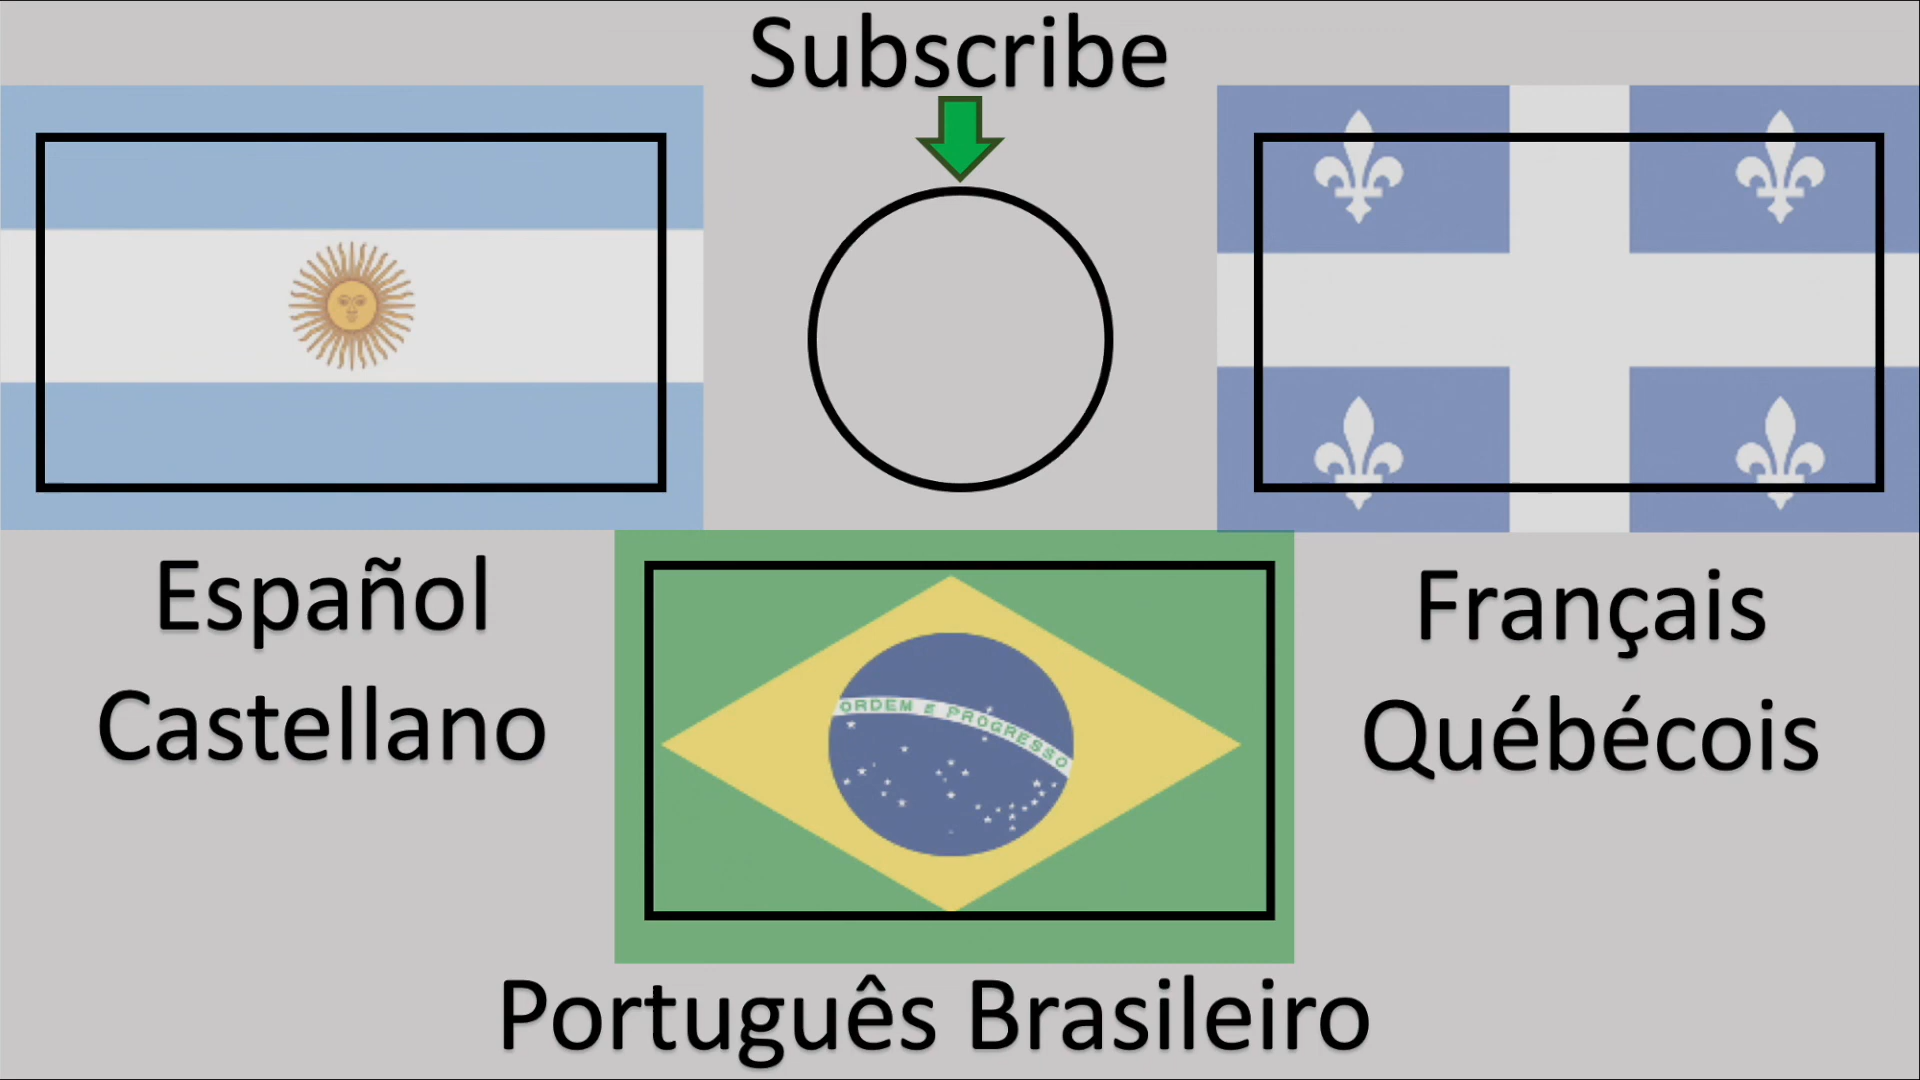 Subscribe
Español
Castellano
Français
Québécois
ORDEM E PROGRESSO
Português Brasileiro